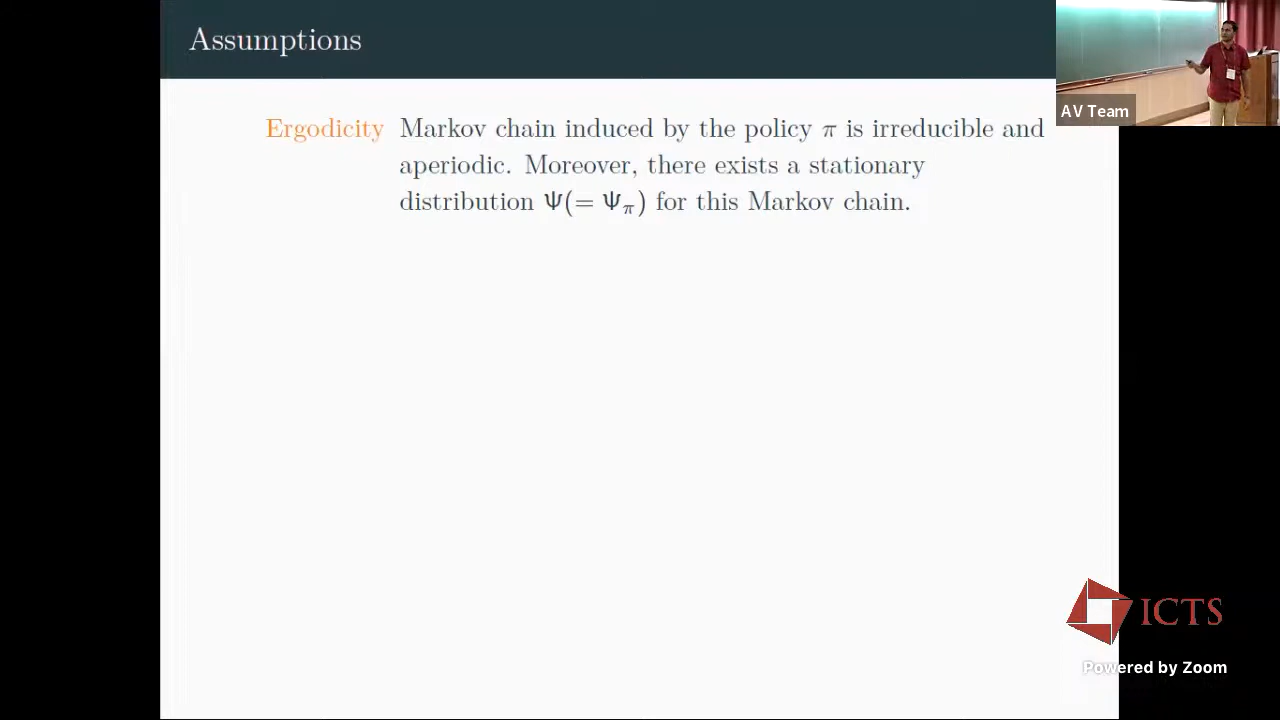 Assumptions
Ergodicity Markov chain induced by the policy π is irreducible and
aperiodic. Moreover, there exists a stationary
distribution Ψ(= Ψπ) for this Markov chain.
AV Team
ICTS
Powered by Zoom